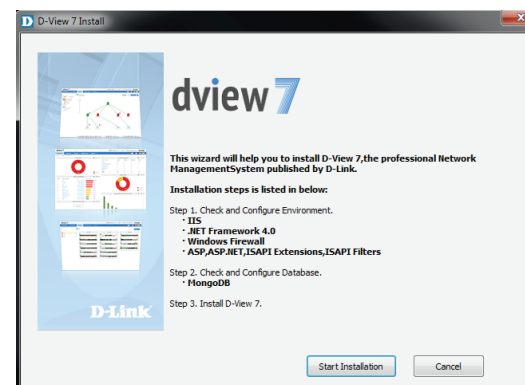 D-View 7 Install
dview 7
This wizard will help you to install D-View 7,the professional Network
ManagementSystem published by D-Link.
Installation steps is listed in below:
Step 1. Check and Configure Environment.
· IIS
· .NET Framework 4.0
· Windows Firewall
· ASP,ASP.NET,ISAPI Extensions,ISAPI Filters
Step 2. Check and Configure Database.
· MongoDB
Step 3. Install D-View 7.
D-Link
Start Installation
Cancel